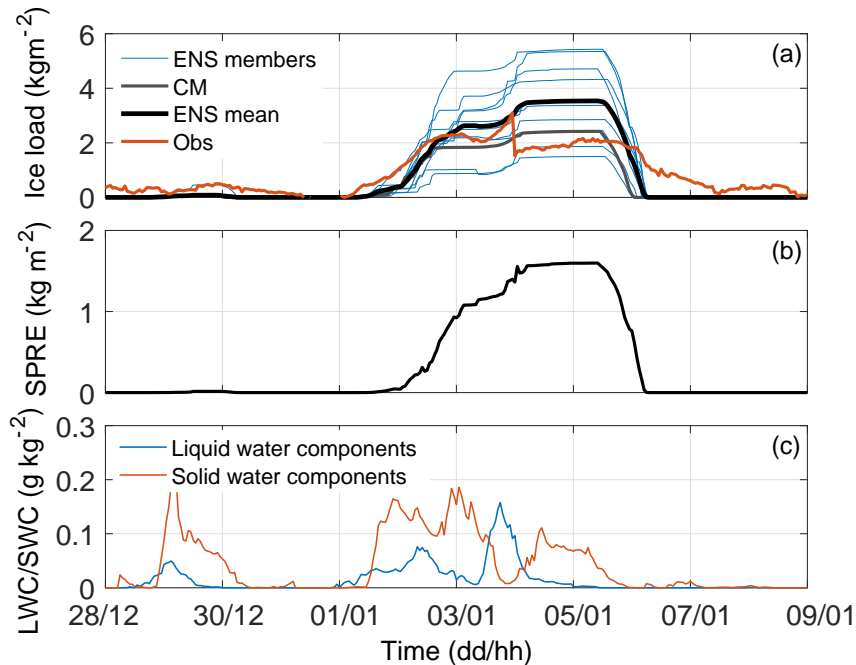 6
4
2
0
Ice load (kgm-2)
ENS members
CM
ENS mean
Obs
(a)
2
1
0
SPRE (kg m-2)
(b)
0.3
0.2
0.1
0
LWC/SWC (g kg-2)
Liquid water components
Solid water components
(c)
28/12 30/12 01/01 03/01 05/01 07/01 09/01
Time (dd/hh)